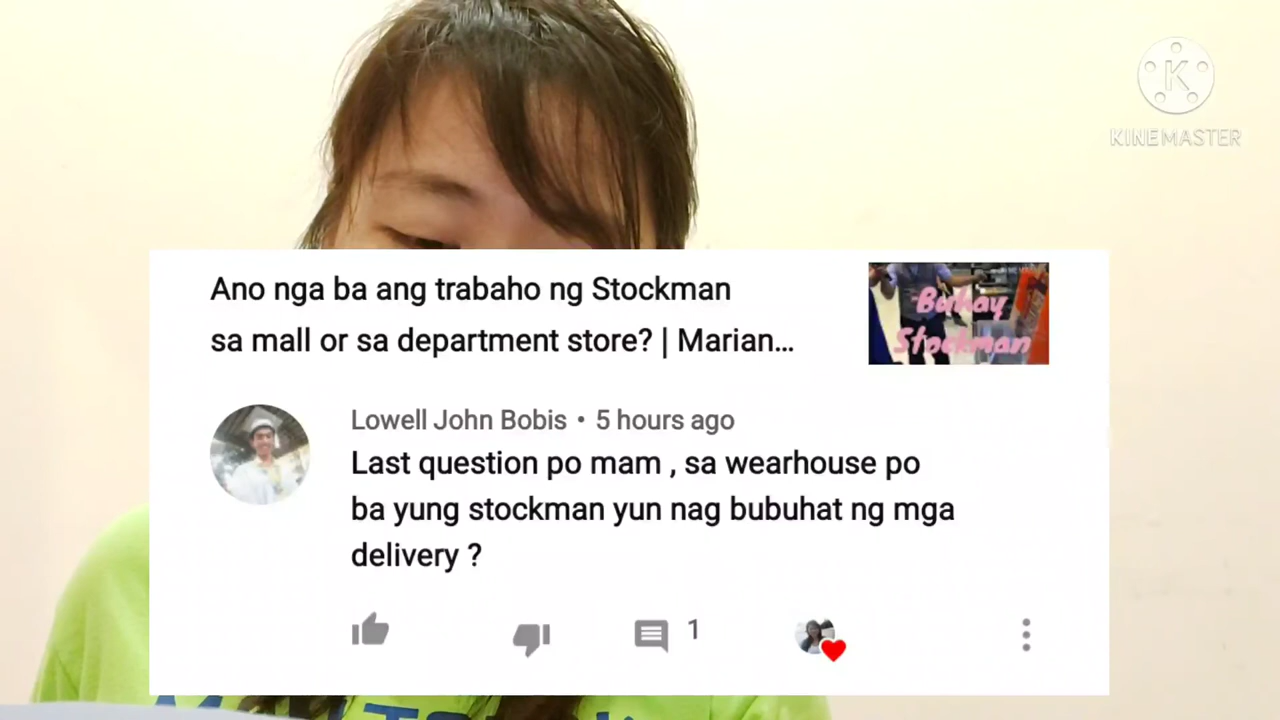 KINEMASTER
Ano nga ba ang trabaho ng Stockman
sa mall or sa department store? | Marian...
Buhay
Stockman
Lowell John Bobis • 5 hours ago
Last question po mam , sa wearhouse po
ba yung stockman yun nag bubuhat ng mga
delivery ?
1